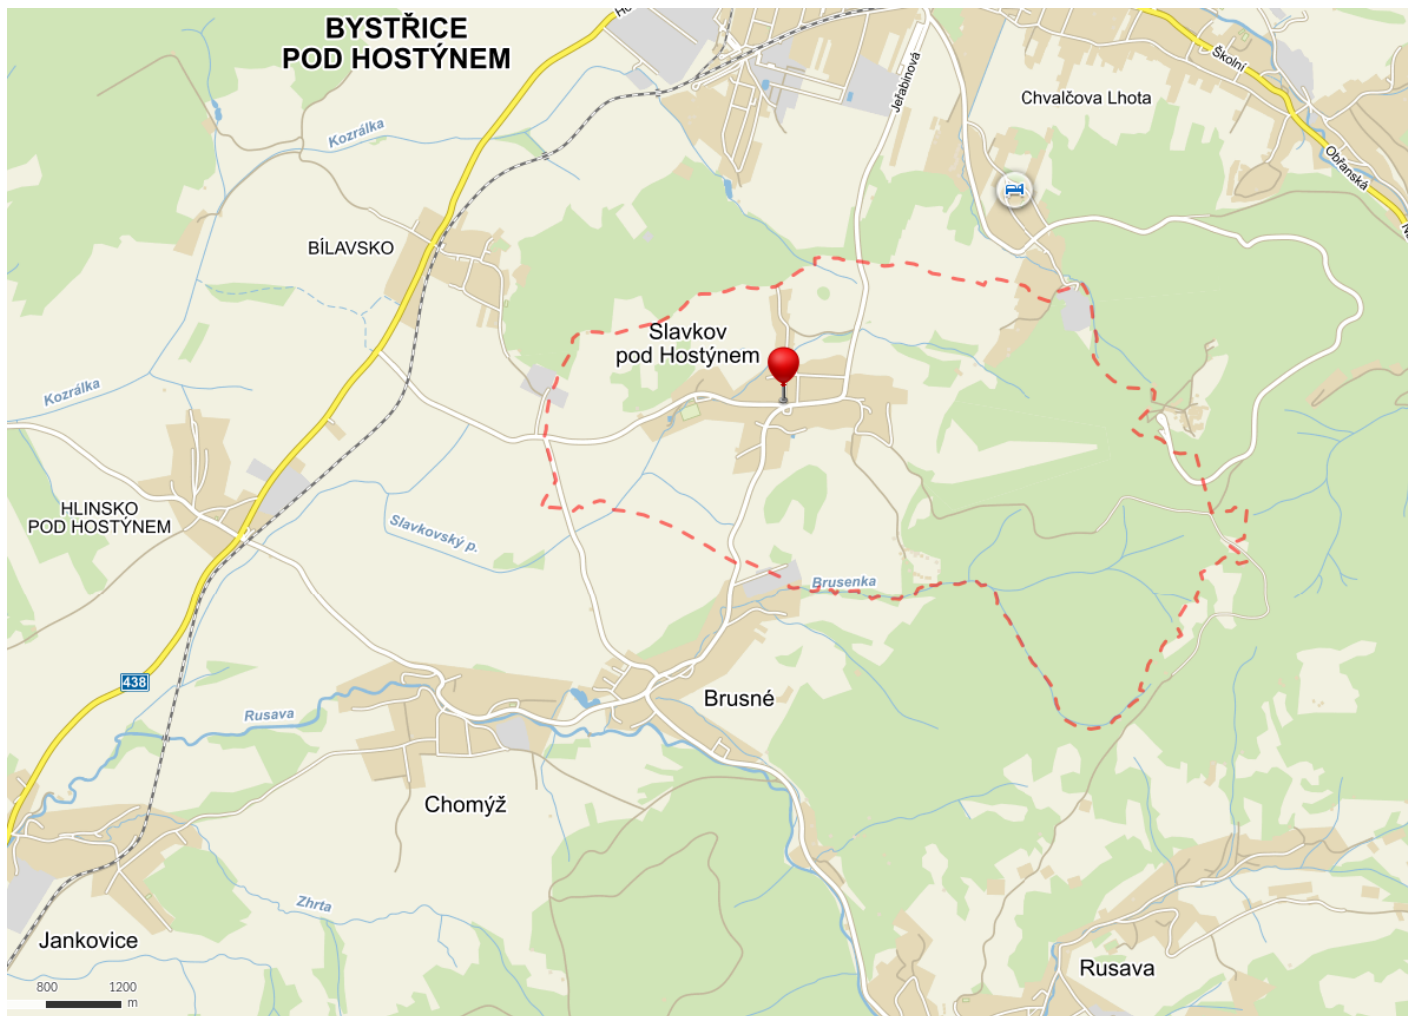 BYSTŘICE
POD HOSTÝNEM
Školní
Jeřabinová
Chvalčova Lhota
Kozrálka
Obřanská
BÍLAVSKO
Slavkov
pod Hostýnem
Kozrálka
HLINSKO
POD HOSTÝNEM
Slavkovský p.
Brusenka
438
Brusné
Rusava
Chomýž
Zhrta
Jankovice
Rusava
800 1200
m